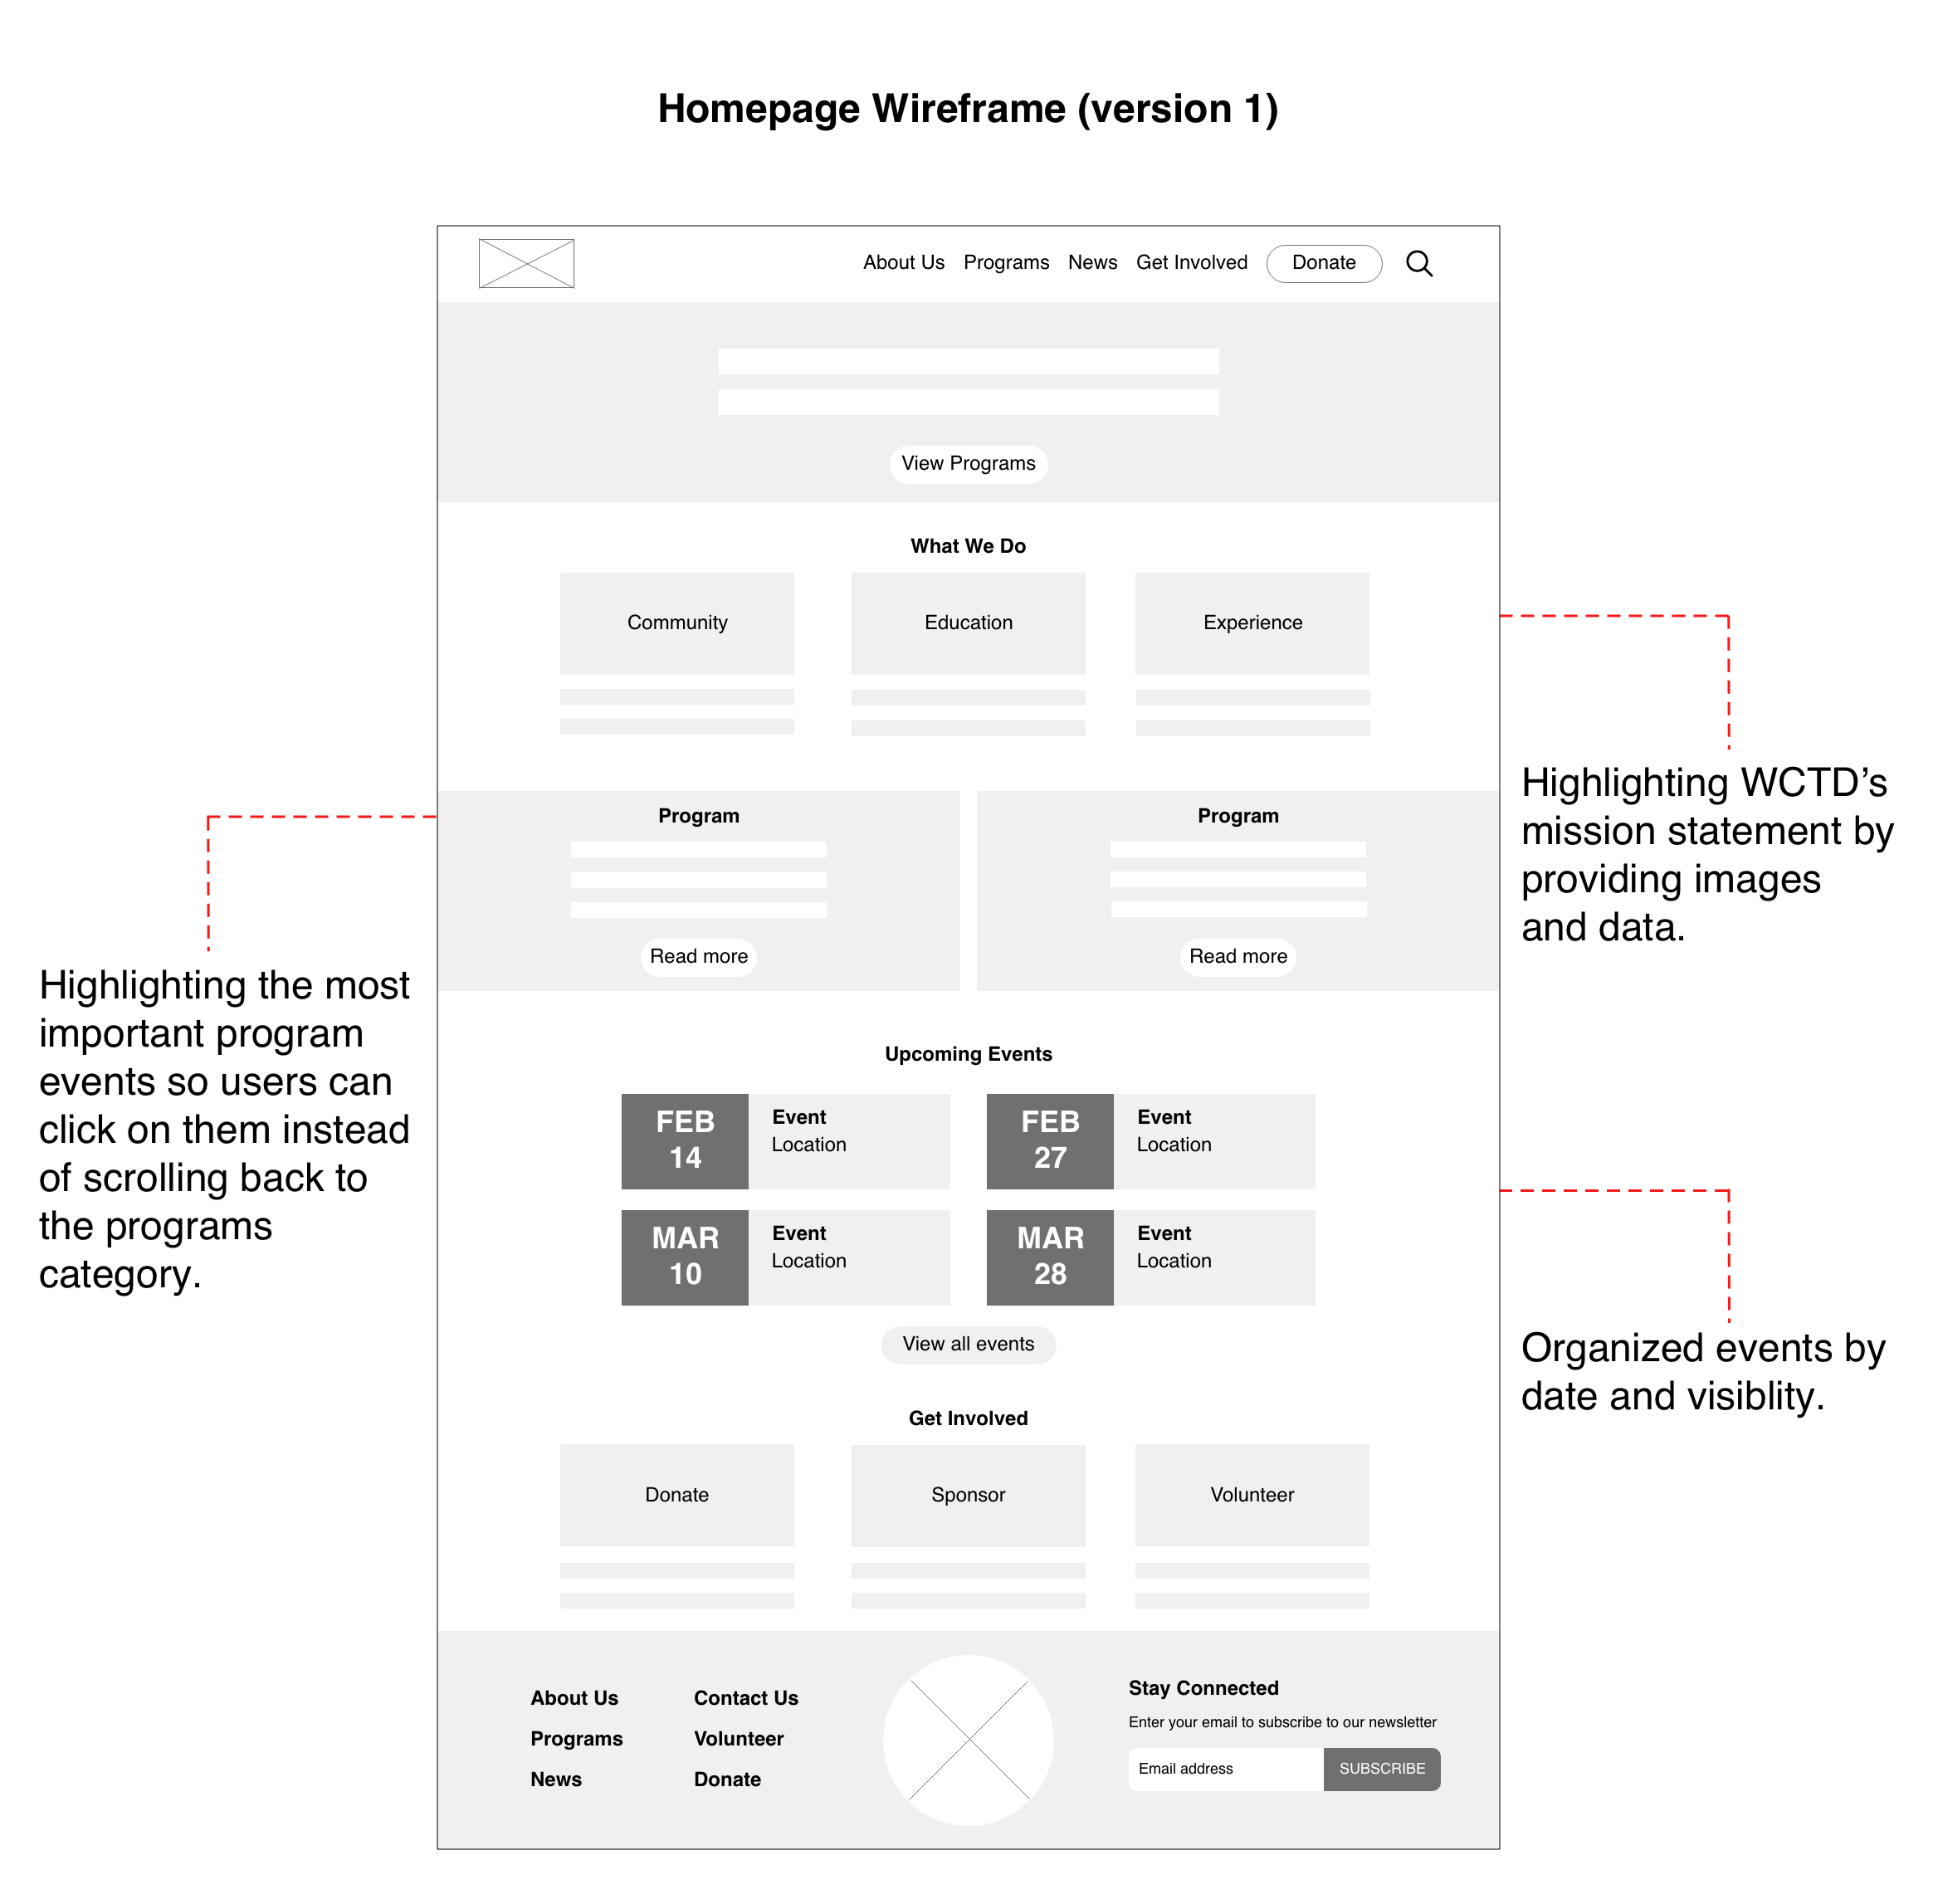 Homepage Wireframe (version 1)
About Us Programs News Get Involved Donate
View Programs
What We Do
Community Education Experience
Highlighting WCTD’s
mission statement by
providing images
and data.
Program Program
Read more Read more
Highlighting the most
important program
events so users can
click on them instead
of scrolling back to
the programs
category.
Upcoming Events
FEB
14
Event
Location
FEB
27
Event
Location
MAR
10
Event
Location
MAR
28
Event
Location
View all events
Organized events by
date and visiblity.
Get Involved
Donate Sponsor Volunteer
About Us
Programs
News
Contact Us
Volunteer
Donate
Stay Connected
Enter your email to subscribe to our newsletter
Email address SUBSCRIBE